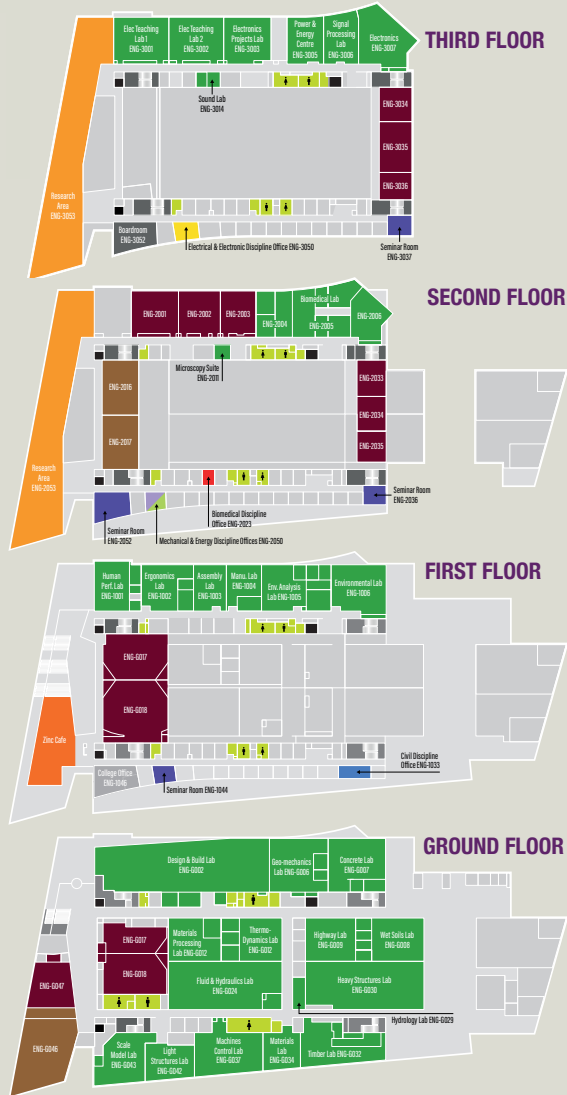 THIRD FLOOR
Elec Teaching
Lab 1
ENG-3001
Elec Teaching
Lab 2
ENG-3002
Electronics
Projects Lab
ENG-3003
Power &
Energy
Centre
ENG-3005
Signal
Processing
Lab
ENG-3006
Electronics
ENG-3007
Sound Lab
ENG-3014
ENG-3034
ENG-3035
ENG-3036
Research
Area
ENG-3053
Boardroom
ENG-3052
Electrical & Electronic Discipline Office ENG-3050
Seminar Room
ENG-3037
SECOND FLOOR
ENG-2001
ENG-2002
ENG-2003
ENG-2004
Biomedical Lab
ENG-2005
ENG-2006
Microscopy Suite
ENG-2011
ENG-2016
ENG-2017
ENG-2033
ENG-2034
ENG-2035
Research
Area
ENG-2053
Seminar Room
ENG-2052
Mechanical & Energy Discipline Offices ENG-2050
Biomedical Discipline
Office ENG-2023
Seminar Room
ENG-2036
FIRST FLOOR
Human
Perf. Lab
ENG-1001
Ergonomics
Lab
ENG-1002
Assembly
Lab
ENG-1003
Manu. Lab
ENG-1004
Env. Analysis
Lab ENG-1005
Environmental Lab
ENG-1006
ENG-G017
ENG-G018
Zinc Cafe
College Office
ENG-1046
Seminar Room ENG-1044
Civil Discipline
Office ENG-1033
GROUND FLOOR
Design & Build Lab
ENG-G002
Geo-mechanics
Lab ENG-G006
Concrete Lab
ENG-G007
ENG-G017
ENG-G018
Materials
Processing
Lab ENG-G012
Thermo-
Dynamics Lab
ENG-G012
Highway Lab
ENG-G009
Wet Soils Lab
ENG-G008
Fluid & Hydraulics Lab
ENG-G024
Heavy Structures Lab
ENG-G030
Hydrology Lab ENG-G029
ENG-G047
ENG-G046
Scale
Model Lab
ENG-G043
Light
Structures Lab
ENG-G042
Machines
Control Lab
ENG-G037
Materials
Lab
ENG-G034
Timber Lab ENG-G032